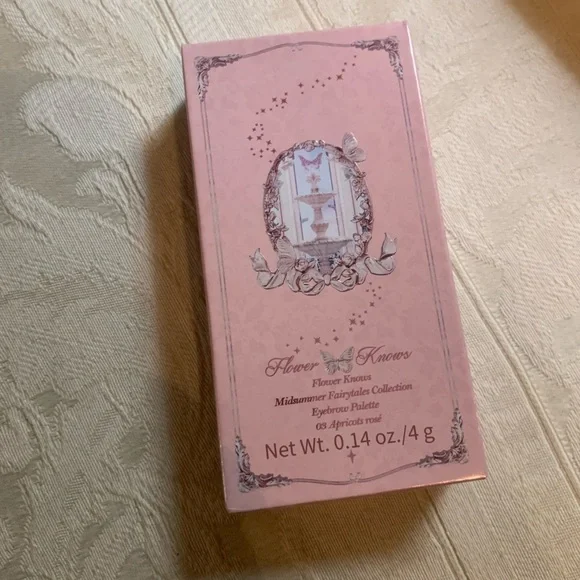 Flower Knows
Flower Knows
Midsummer Fairytales Collection
Eyebrow Palette
03 Apricots rosé
Net Wt. 0.14 oz./4 g